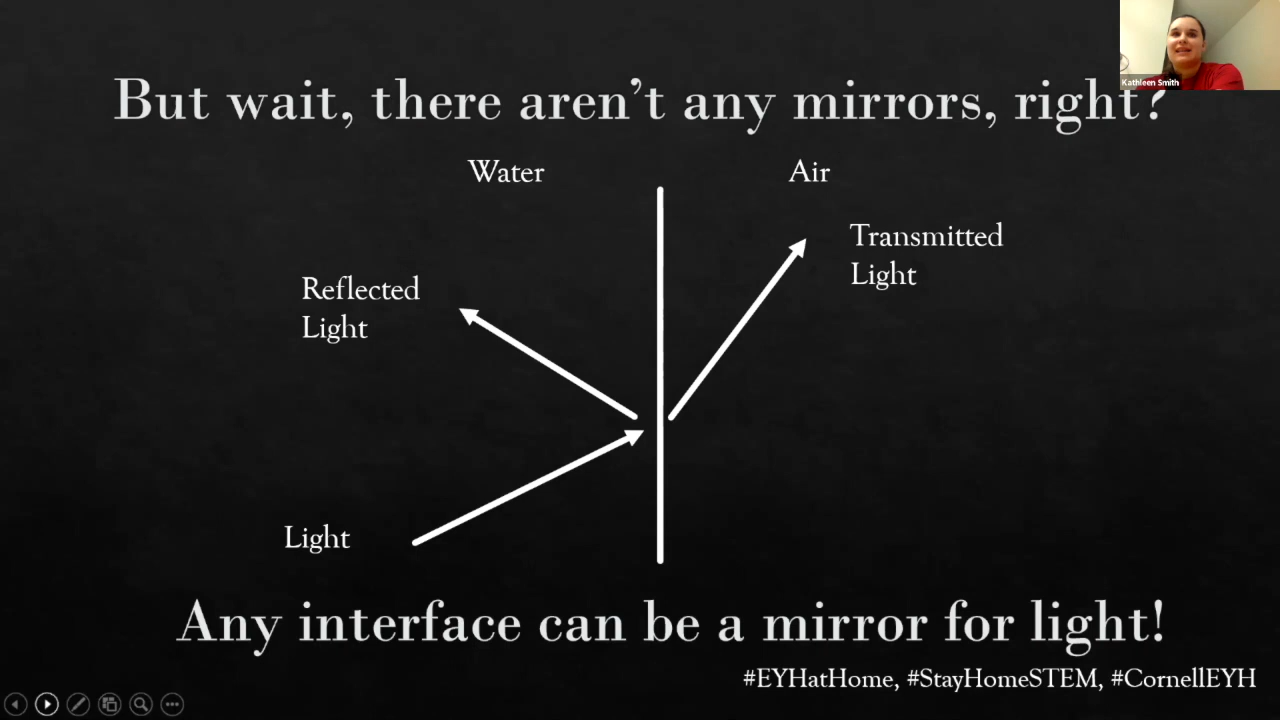 Kathleen Smith
But wait, there aren't any mirrors, right?
Water
Air
Transmitted
Light
Reflected
Light
Light
Any interface can be a mirror for light!
#EYHatHome, #StayHomeSTEM, #CornellEYH